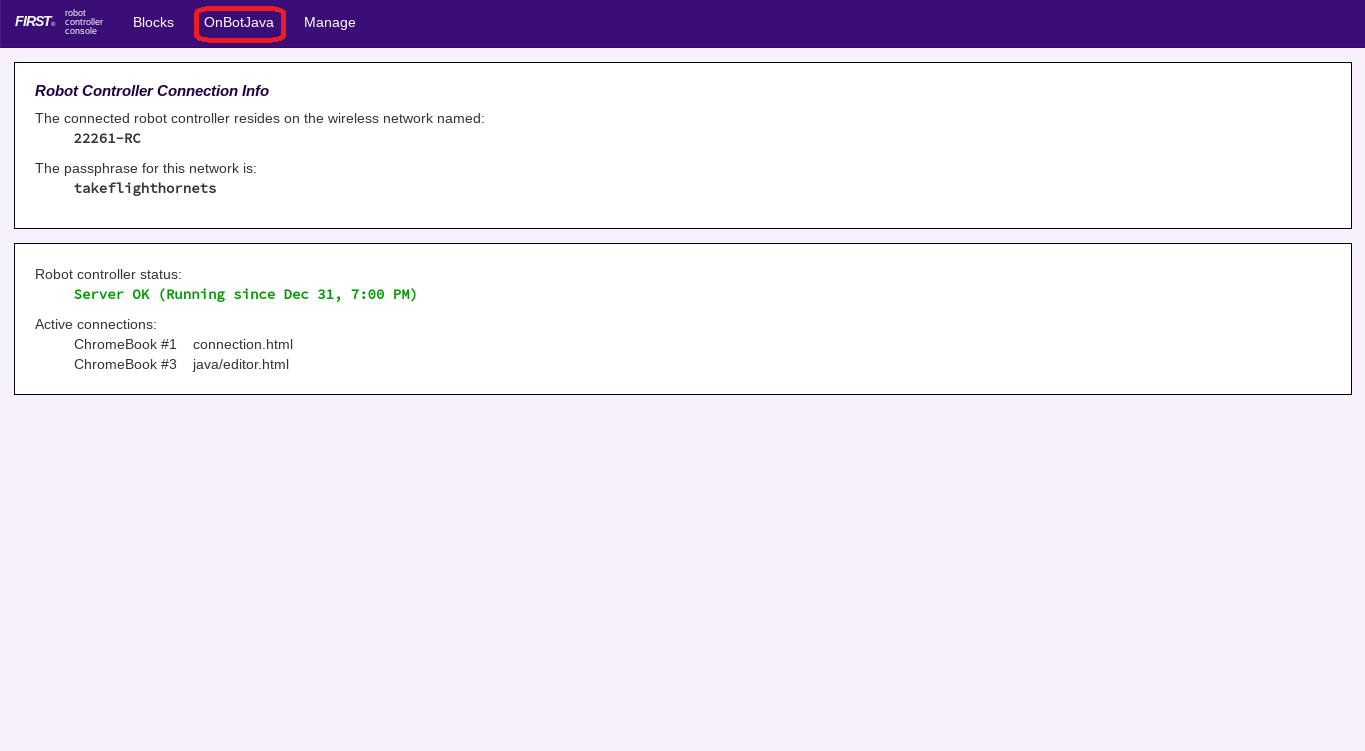 FIRST® robot controller console Blocks OnBotJava Manage
Robot Controller Connection Info
The connected robot controller resides on the wireless network named:
22261-RC
The passphrase for this network is:
takeflighthornets
Robot controller status:
Server OK (Running since Dec 31, 7:00 PM)
Active connections:
ChromeBook #1 connection.html
ChromeBook #3 java/editor.html